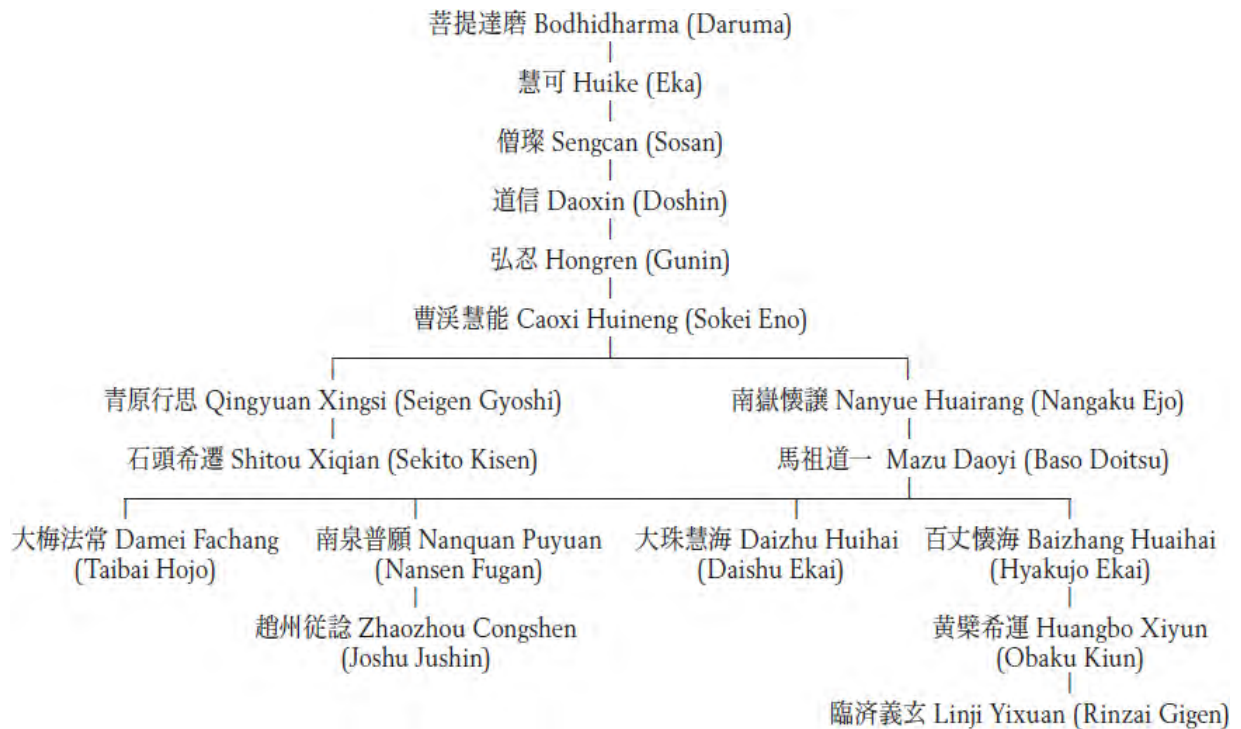 菩提達磨 Bodhidharma (Daruma)
慧可 Huike (Eka)
僧璨 Sengcan (Sosan)
道信 Daoxin (Doshin)
弘忍 Hongren (Gunin)
曹渓慧能 Caoxi Huineng (Sokei Eno)
青原行思 Qingyuan Xingsi (Seigen Gyoshi)
南嶽懐譲 Nanyue Huairang (Nangaku Ejo)
石頭希遷 Shitou Xiqian (Sekito Kisen)
馬祖道一 Mazu Daoyi (Baso Doitsu)
大梅法常 Damei Fachang
(Taibai Hojo)
南泉普願 Nanquan Puyuan
(Nansen Fugan)
大珠慧海 Daizhu Huihai
(Daishu Ekai)
百丈懐海 Baizhang Huaihai
(Hyakujo Ekai)
趙州従諗 Zhaozhou Congshen
(Joshu Jushin)
黄檗希運 Huangbo Xiyun
(Obaku Kiun)
臨済義玄 Linji Yixuan (Rinzai Gigen)